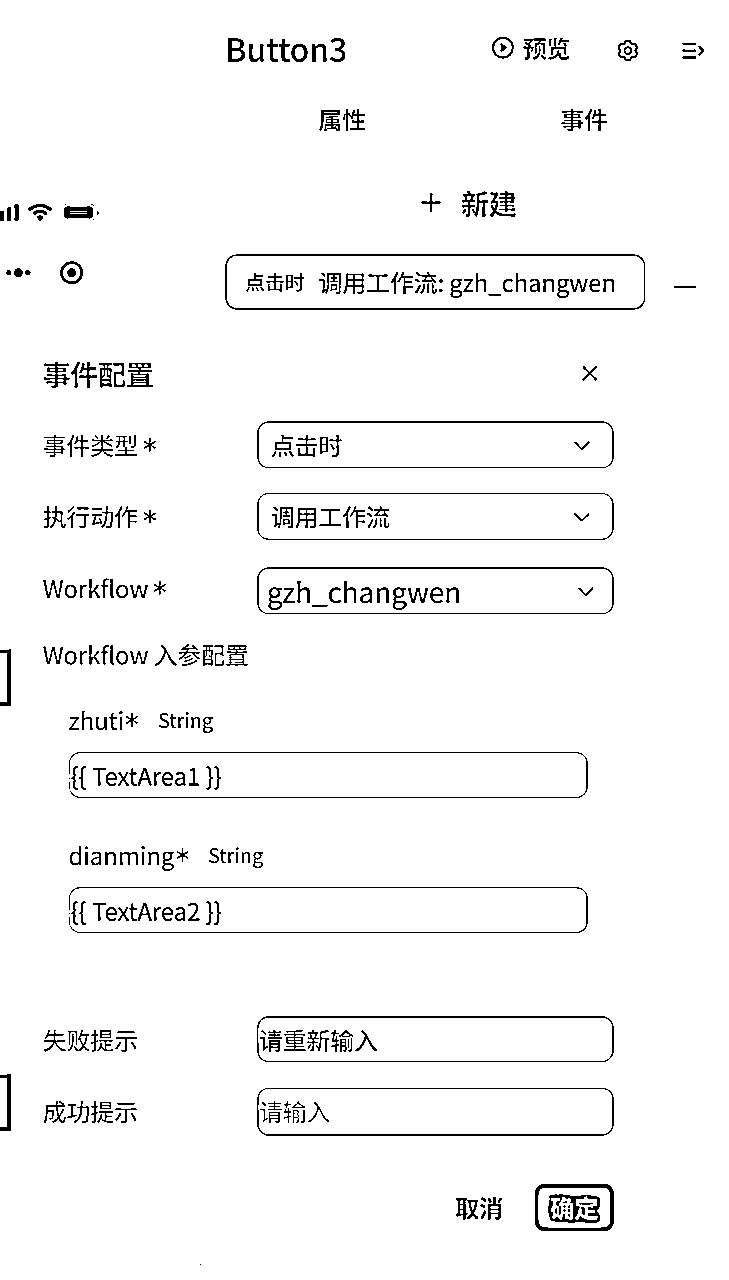 Button3 预览
属性 事件
新建
点击时 调用工作流: gzh_changwen
事件配置
事件类型* 点击时
执行动作* 调用工作流
Workflow* gzh_changwen
Workflow 入参配置
zhuti* String
{{ TextArea1 }}
dianming* String
{{ TextArea2 }}
失败提示 请重新输入
成功提示 请输入
取消 确定